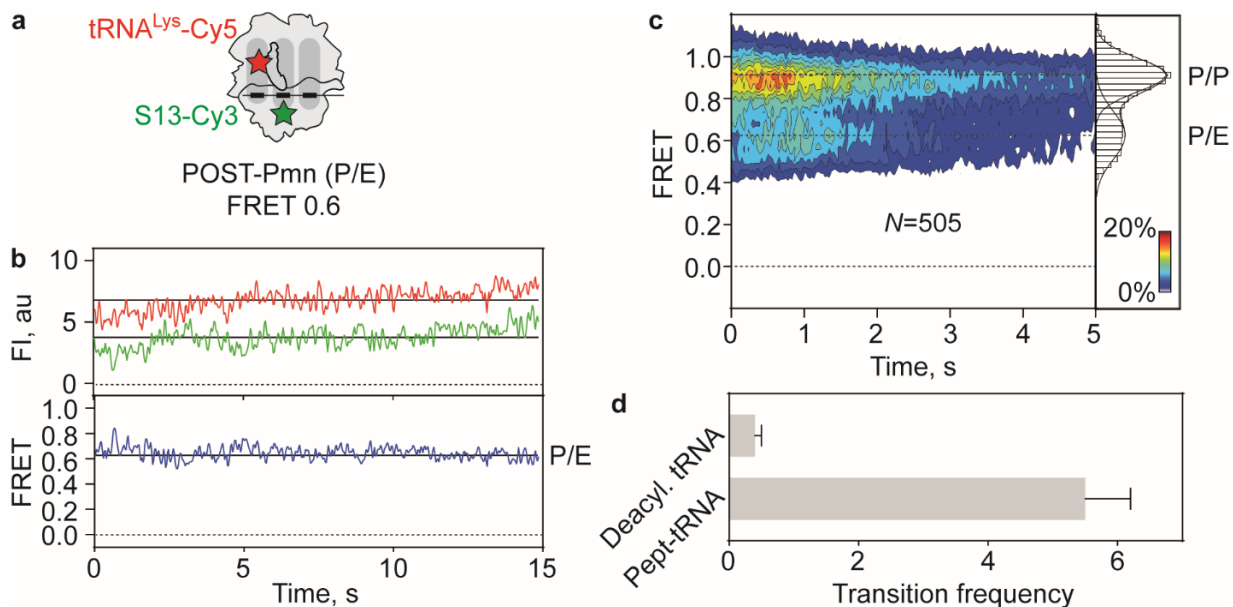 a
tRNALys-Cy5
S13-Cy3
POST-Pmn (P/E)
FRET 0.6
b
FI, au
10
5
0
FRET
1.0
0.8
0.6
0.4
0.2
0.0
P/E
0
5
10
15
Time, s
c
FRET
1.0
0.8
0.6
0.4
0.2
0.0
N=505
P/P
P/E
20%
0%
0
1
2
3
4
5
Time, s
d
Deacyl. tRNA
Pept-tRNA
0
2
4
6
Transition frequency